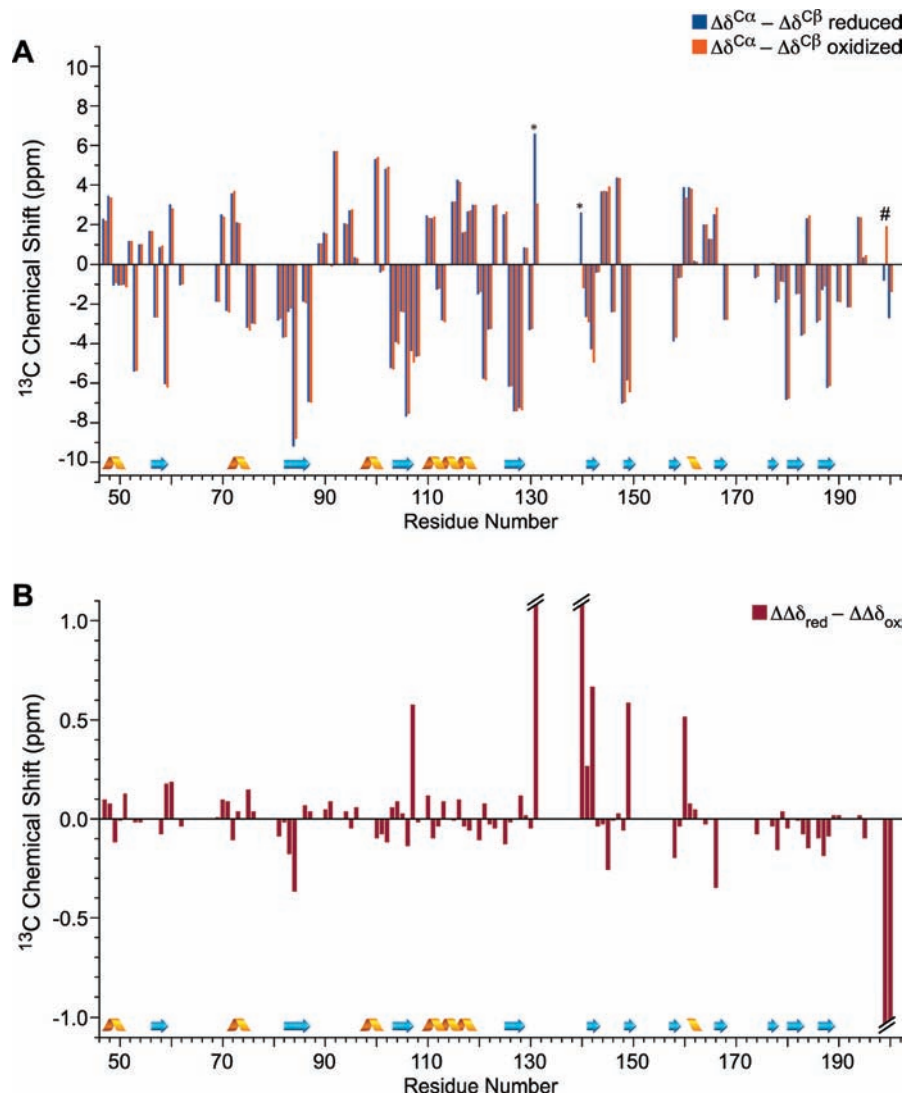 A
Δδ^Cα – Δδ^Cβ reduced
Δδ^Cα – Δδ^Cβ oxidized
¹³C Chemical Shift (ppm)
10
8
6
4
2
0
-2
-4
-6
-8
-10
*
*
#
50 70 90 110 130 150 170 190
Residue Number
B
ΔΔδ_red – ΔΔδ_ox
¹³C Chemical Shift (ppm)
1.0
0.5
0.0
-0.5
-1.0
50 70 90 110 130 150 170 190
Residue Number